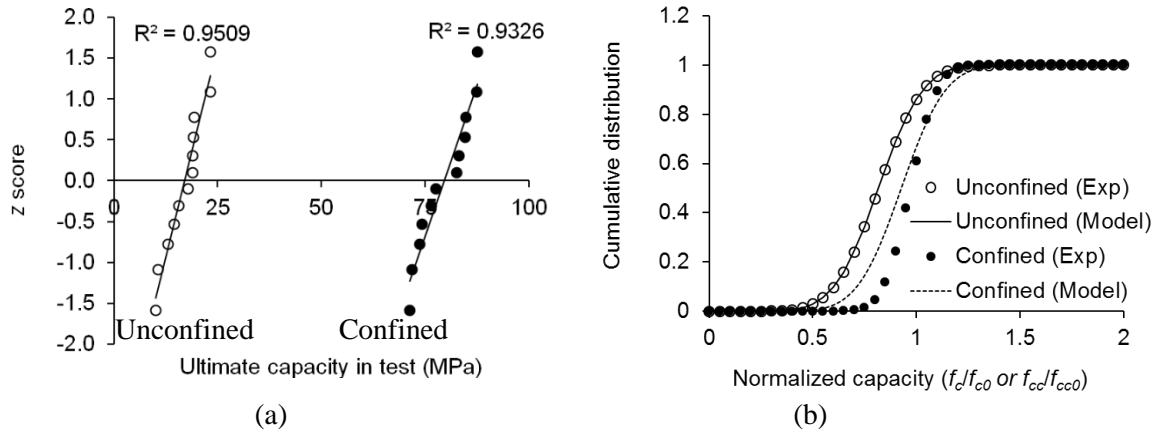 2.0
1.5
1.0
0.5
0.0
-0.5
-1.0
-1.5
-2.0
z score
R² = 0.9509
R² = 0.9326
0 25 50 75 100
Unconfined Confined
Ultimate capacity in test (MPa)
(a)
1.2
1
0.8
0.6
0.4
0.2
0
Cumulative distribution
Unconfined (Exp)
Unconfined (Model)
Confined (Exp)
Confined (Model)
0 0.5 1 1.5 2
Normalized capacity (fc/fc0 or fcc/fcc0)
(b)